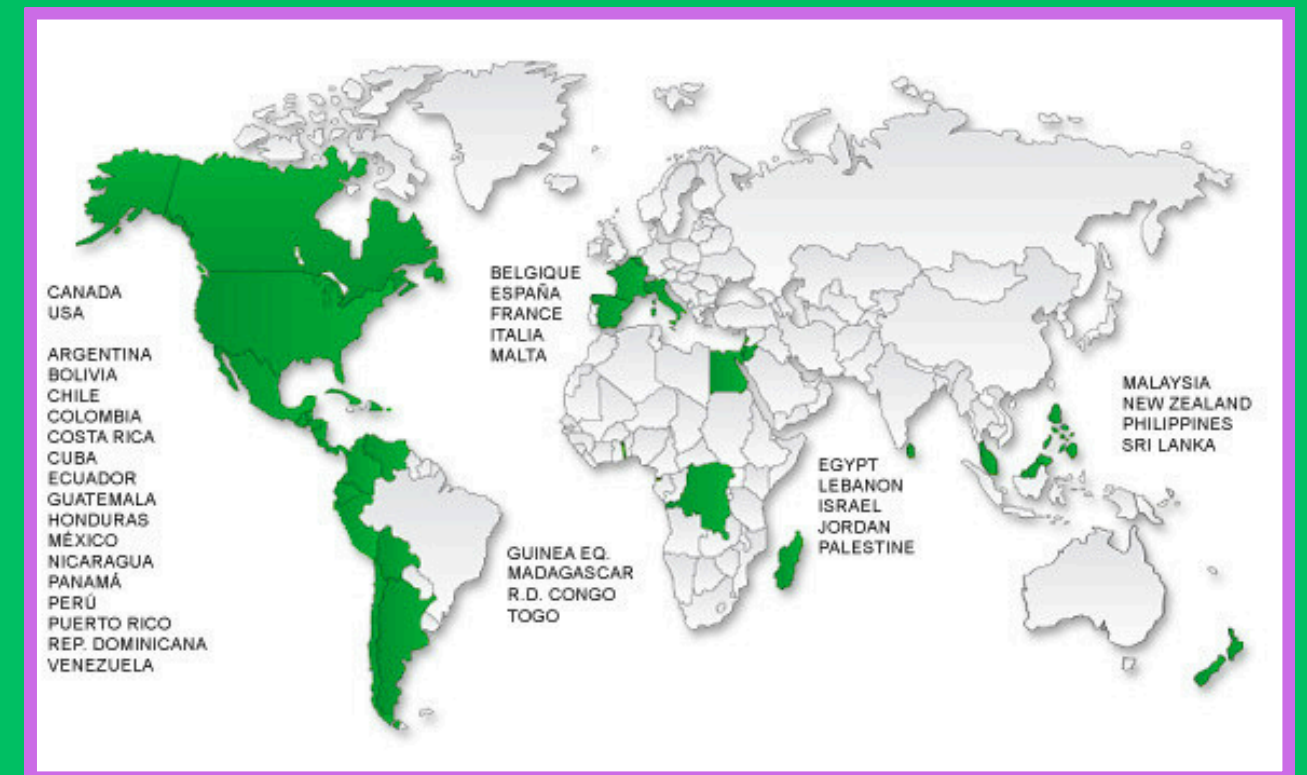 CANADA
USA
ARGENTINA
BOLIVIA
CHILE
COLOMBIA
COSTA RICA
CUBA
ECUADOR
GUATEMALA
HONDURAS
MÉXICO
NICARAGUA
PANAMÁ
PERÚ
PUERTO RICO
REP. DOMINICANA
VENEZUELA
BELGIQUE
ESPAÑA
FRANCE
ITALIA
MALTA
GUINEA EQ.
MADAGASCAR
R.D. CONGO
TOGO
EGYPT
LEBANON
ISRAEL
JORDAN
PALESTINE
MALAYSIA
NEW ZEALAND
PHILIPPINES
SRI LANKA